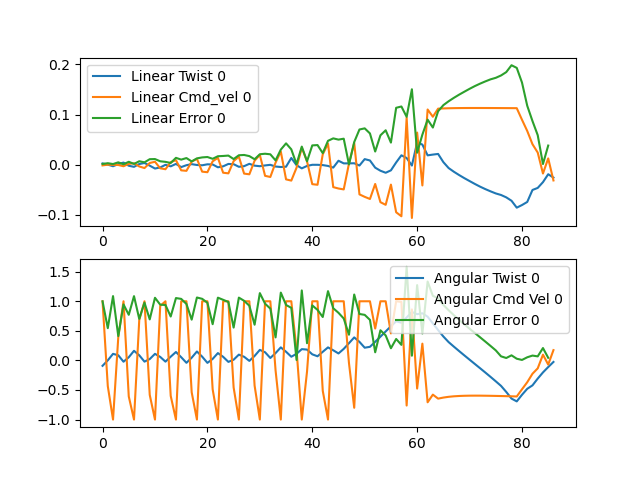 0.2
0.1
0.0
−0.1
Linear Twist 0
Linear Cmd_vel 0
Linear Error 0
0 20 40 60 80
1.5
1.0
0.5
0.0
−0.5
−1.0
Angular Twist 0
Angular Cmd Vel 0
Angular Error 0
0 20 40 60 80